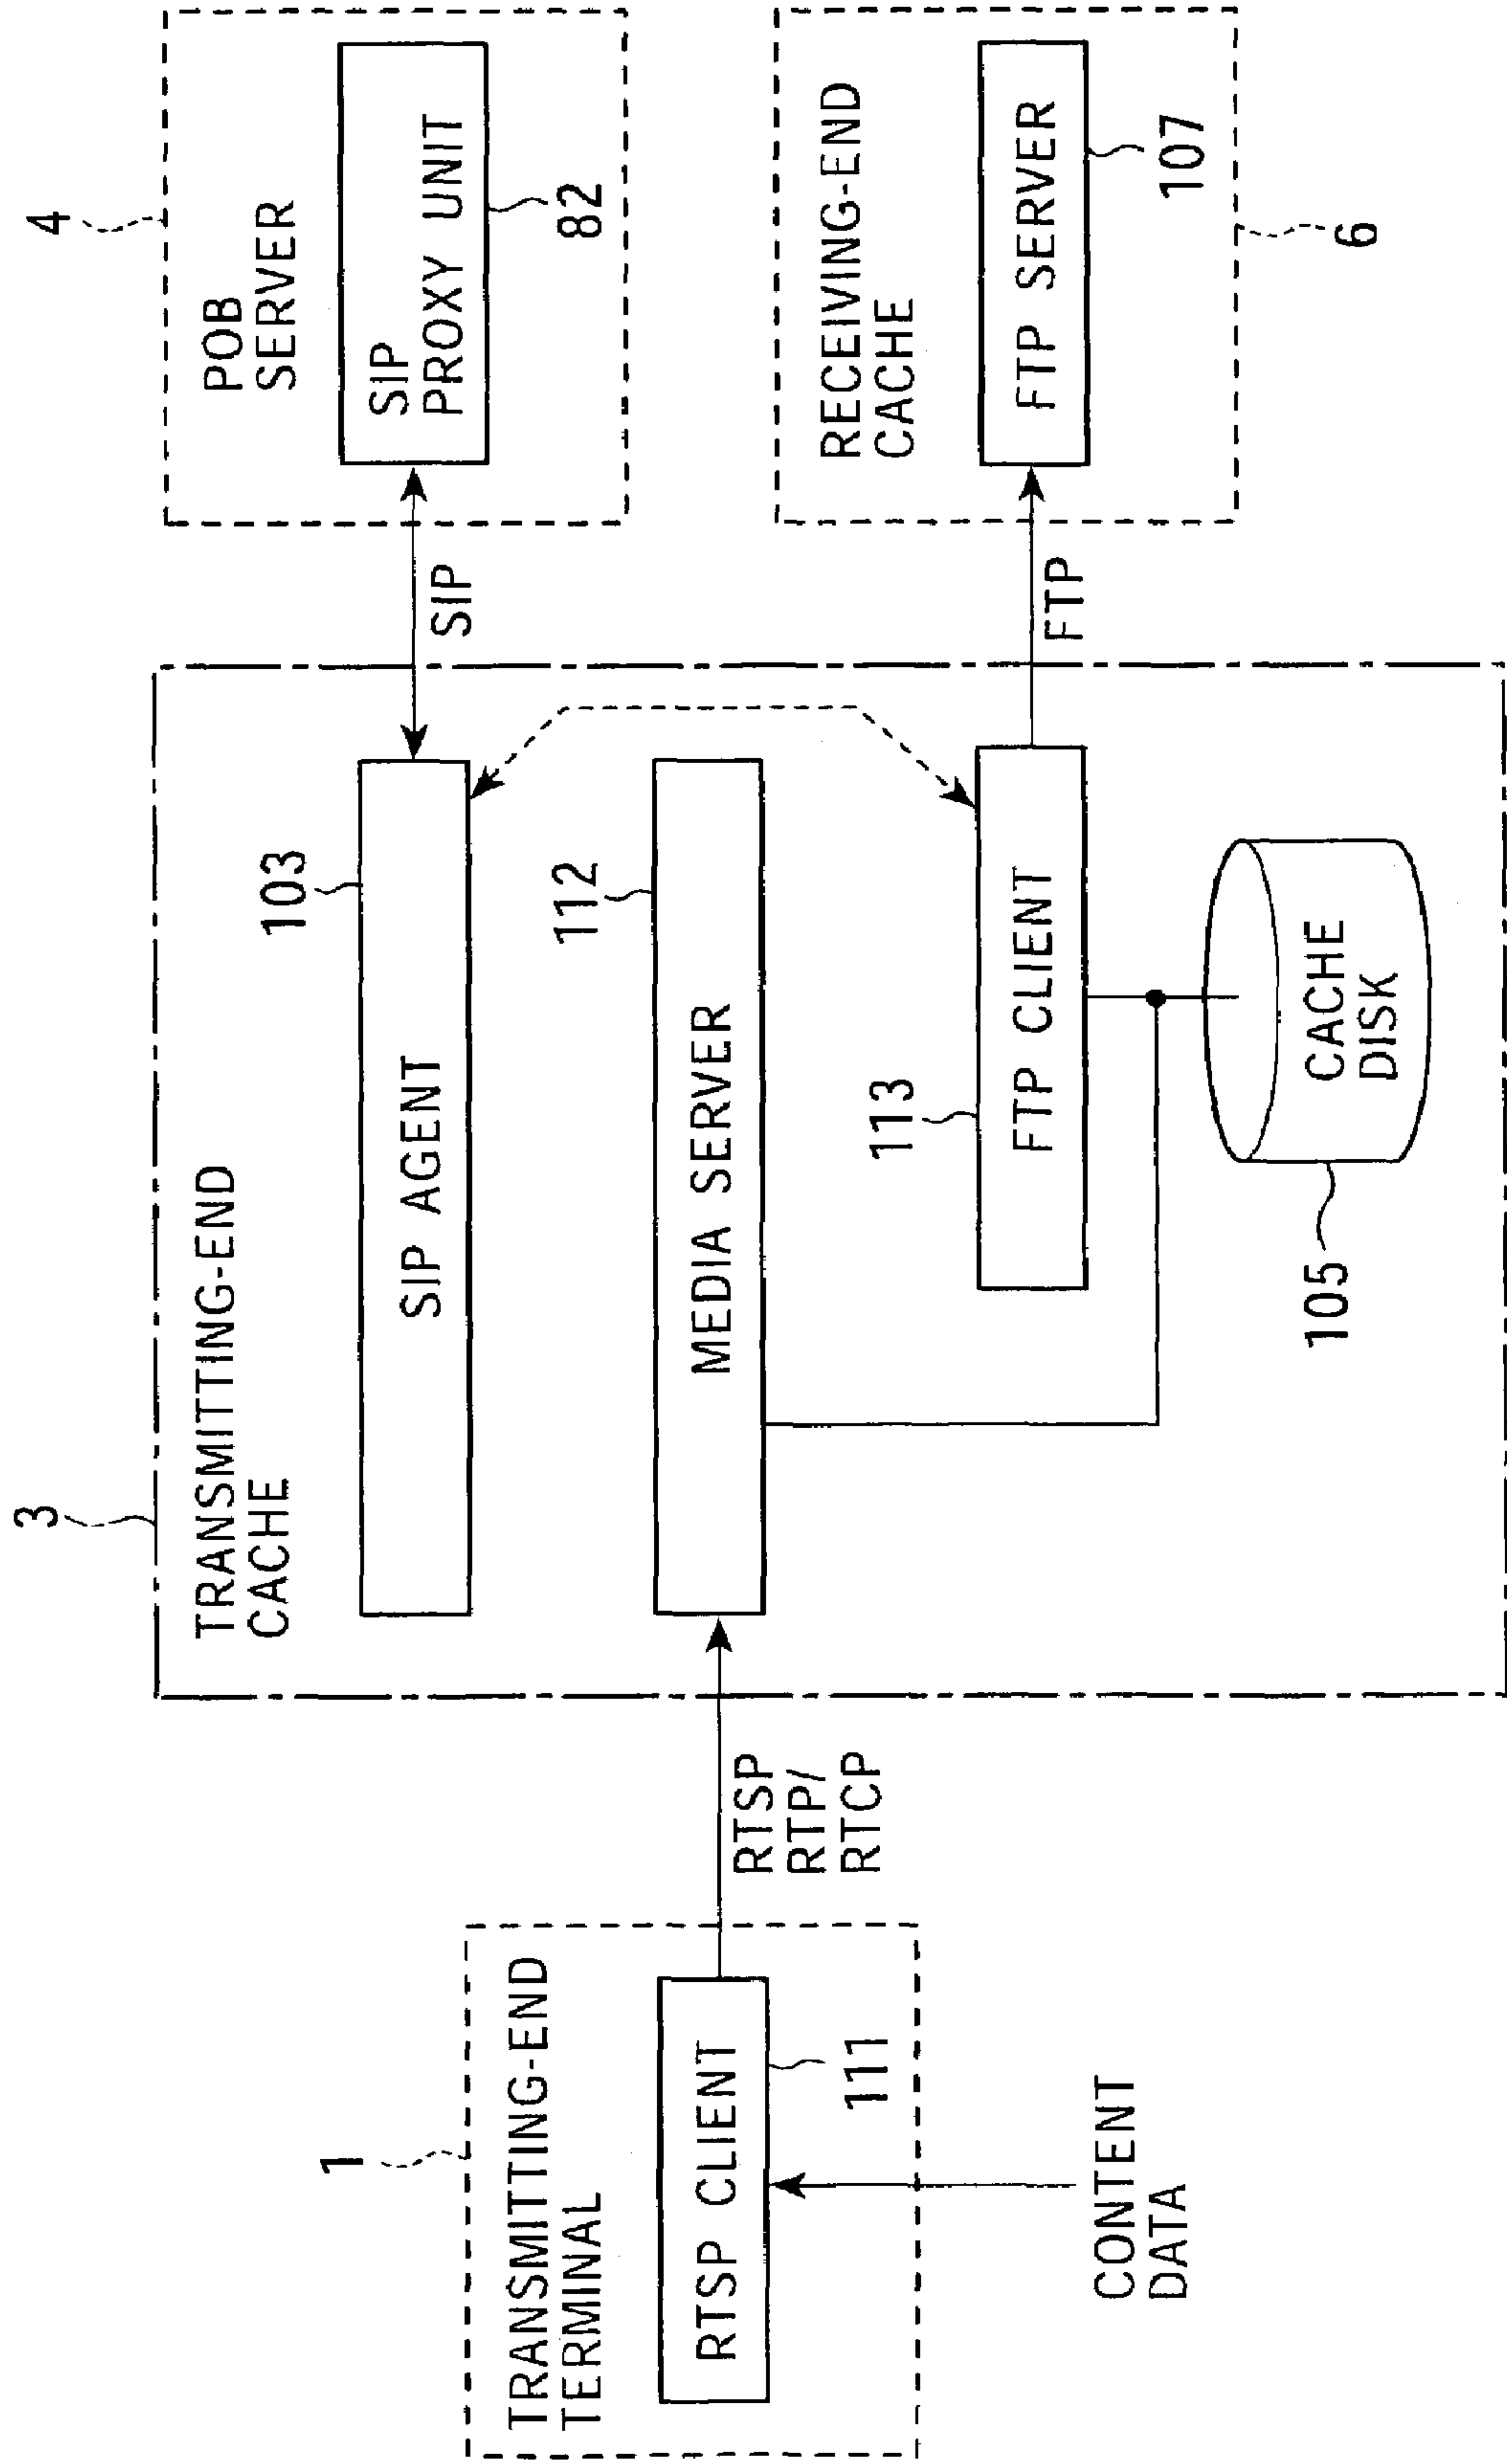 3
TRANSMITTING-END
CACHE
103
SIP AGENT
112
MEDIA SERVER
113
FTP CLIENT
105
CACHE
DISK
1
TRANSMITTING-END
TERMINAL
RTSP CLIENT
111
CONTENT
DATA
RTSP
RTP/
RTCP
SIP
FTP
4
POB
SERVER
SIP
PROXY UNIT
82
RECEIVING-END
CACHE
FTP SERVER
107
6